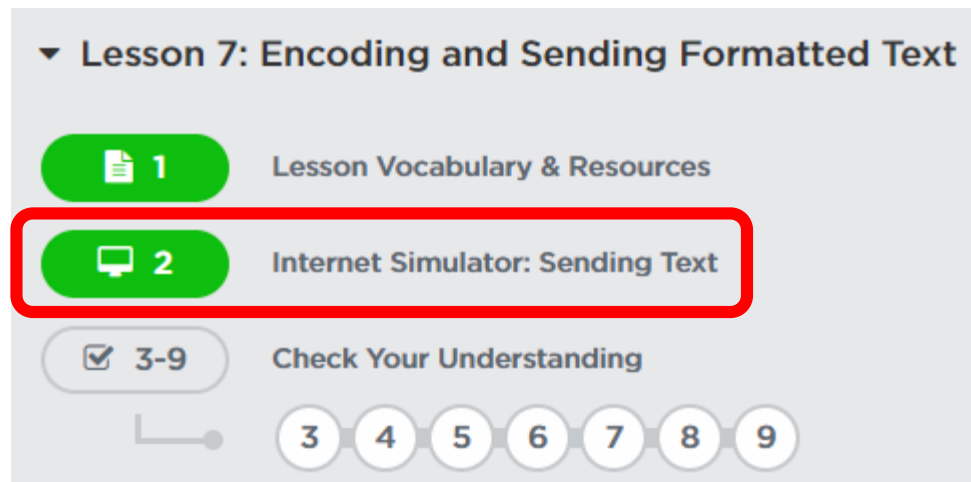 Lesson 7: Encoding and Sending Formatted Text
1 Lesson Vocabulary & Resources
2 Internet Simulator: Sending Text
3-9 Check Your Understanding
3 4 5 6 7 8 9